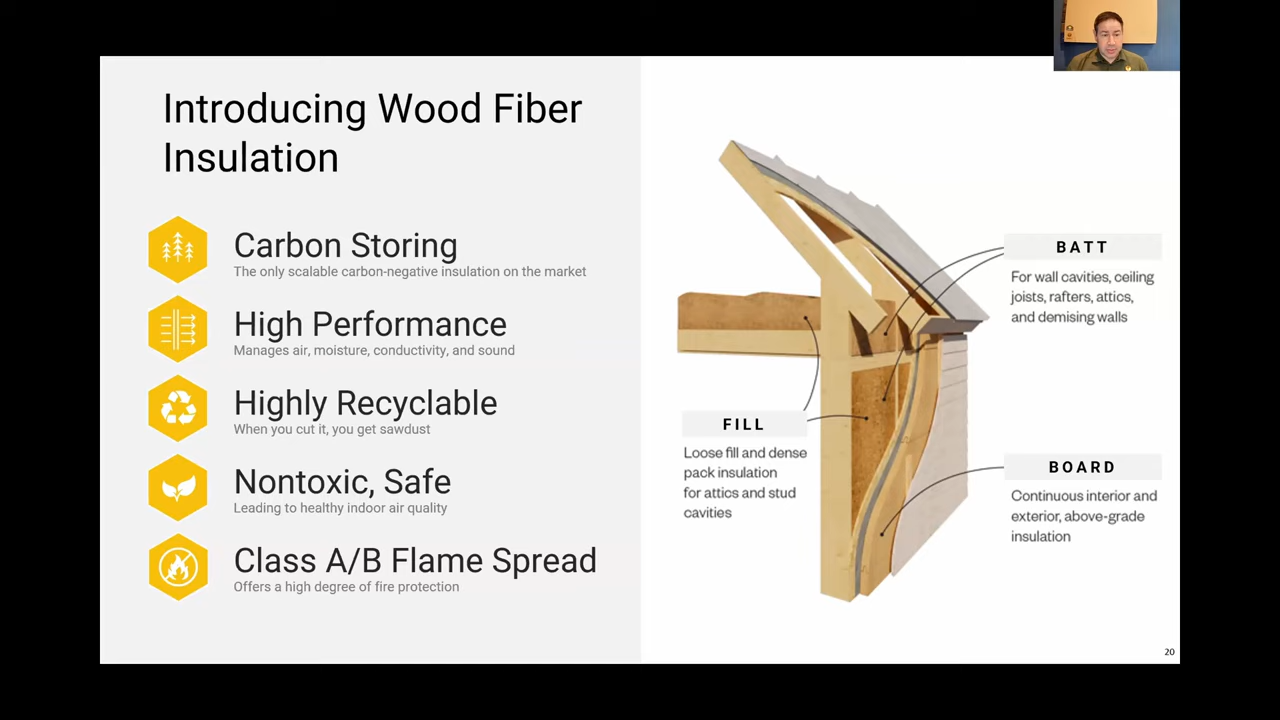 Introducing Wood Fiber
Insulation
Carbon Storing
The only scalable carbon-negative insulation on the market
High Performance
Manages air, moisture, conductivity, and sound
Highly Recyclable
When you cut it, you get sawdust
Nontoxic, Safe
Leading to healthy indoor air quality
Class A/B Flame Spread
Offers a high degree of fire protection
BATT
For wall cavities, ceiling
joists, rafters, attics,
and demising walls
FILL
Loose fill and dense
pack insulation
for attics and stud
cavities
BOARD
Continuous interior and
exterior, above-grade
insulation
20